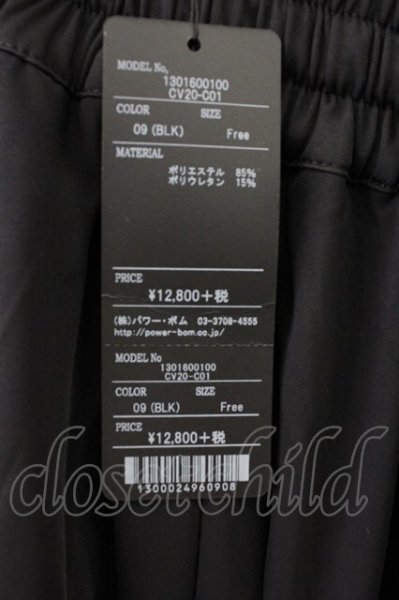 MODEL No,
1301600100
CV20-C01
COLOR SIZE
09 (BLK) Free
MATERIAL
ポリエステル 85%
ポリウレタン 15%
PRICE
¥12,800+税
(株)パワー・ボム 03-3708-4555
http://power-bom.co.jp/
MODEL No
1301600100
CV20-C01
COLOR SIZE
09 (BLK) Free
PRICE
¥12,800+税
1300024960908
closet child